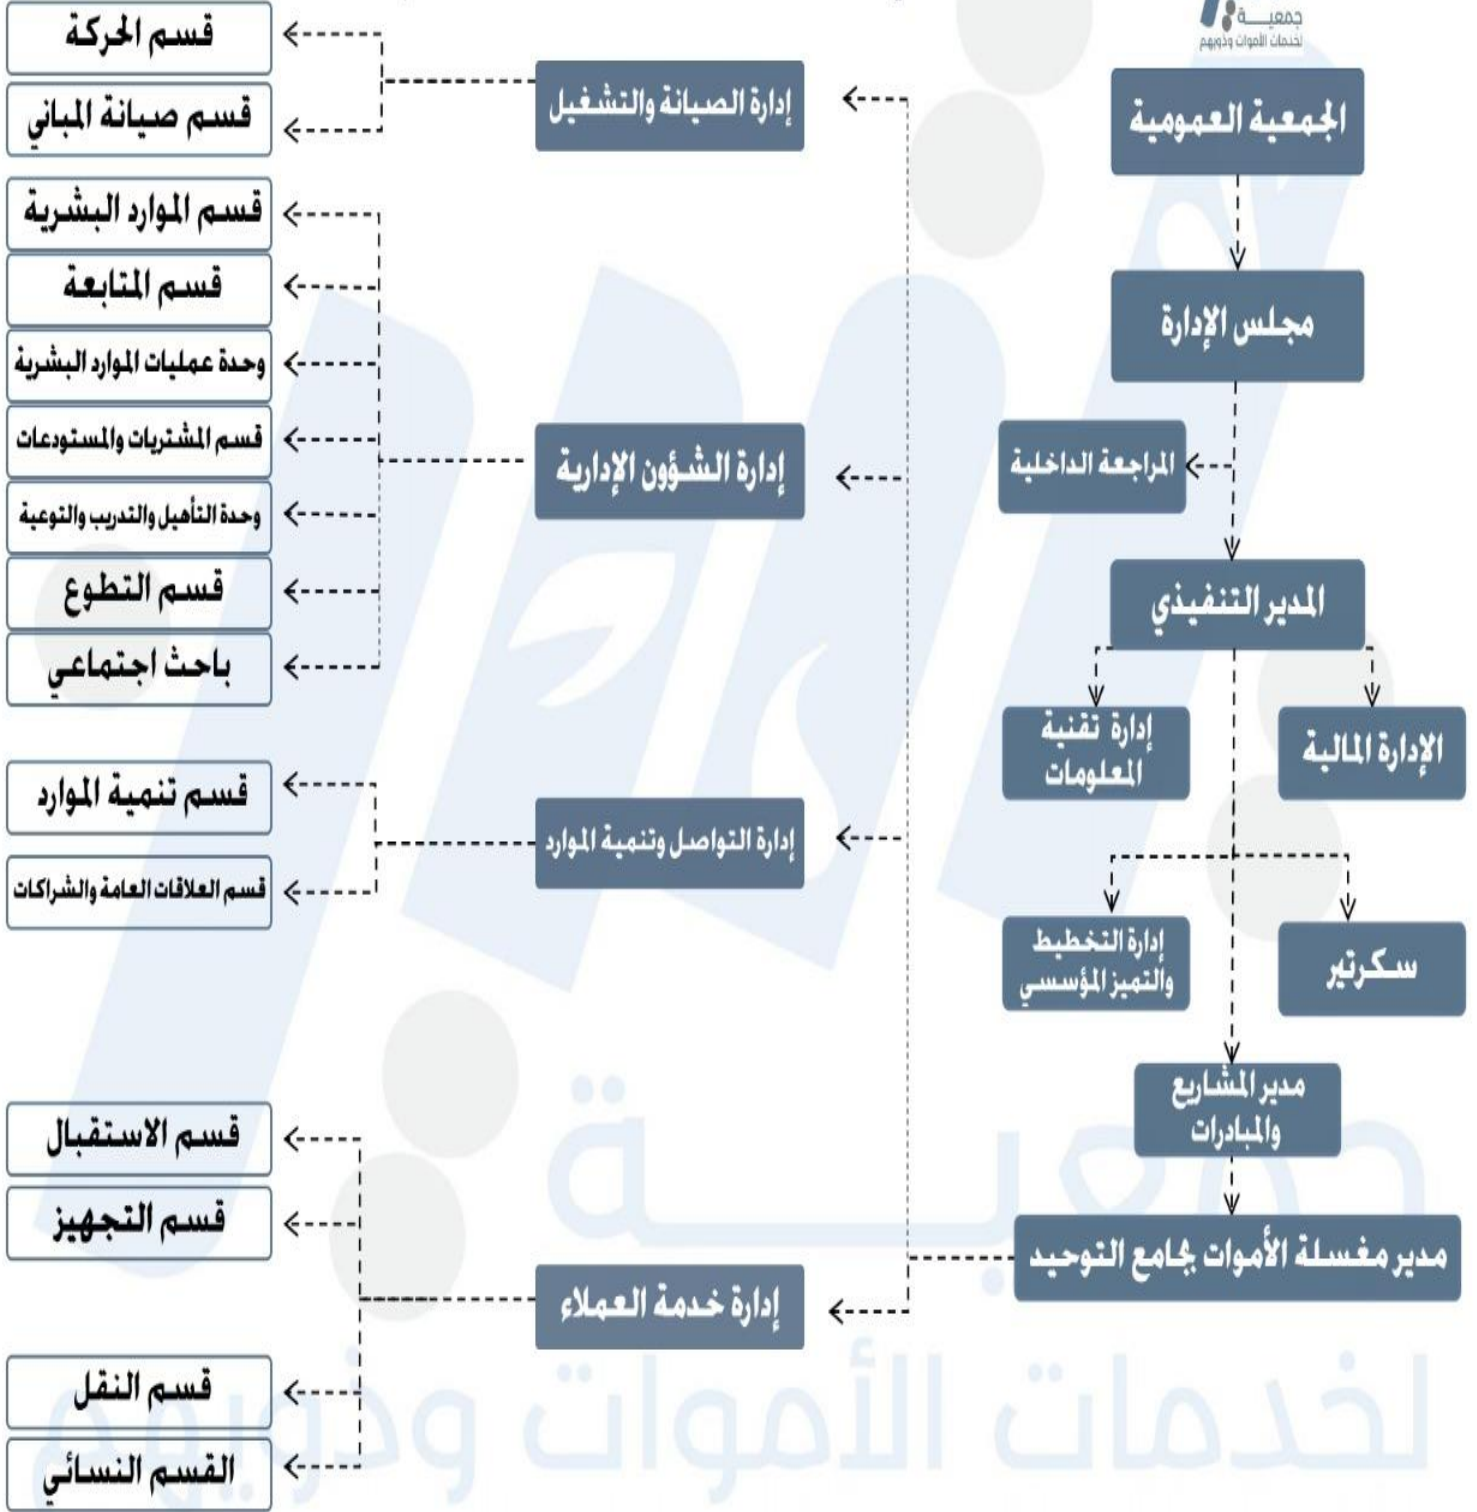 جمعية
لخدمات الأموات وذويهم
الجمعية العمومية
مجلس الإدارة
المراجعة الداخلية
المدير التنفيذي
الإدارة المالية
إدارة تقنية
المعلومات
سكرتير
إدارة التخطيط
والتميز المؤسسي
مدير المشاريع
والمبادرات
مدير مغسلة الأموات بجامع التوحيد
إدارة الصيانة والتشغيل
قسم الحركة
قسم صيانة المباني
إدارة الشؤون الإدارية
قسم الموارد البشرية
قسم المتابعة
وحدة عمليات الموارد البشرية
قسم المشتريات والمستودعات
وحدة التأهيل والتدريب والتوعية
قسم التطوع
باحث اجتماعي
إدارة التواصل وتنمية الموارد
قسم تنمية الموارد
قسم العلاقات العامة والشراكات
إدارة خدمة العملاء
قسم الاستقبال
قسم التجهيز
قسم النقل
القسم النسائي
جمعية
لخدمات الأموات وذويهم